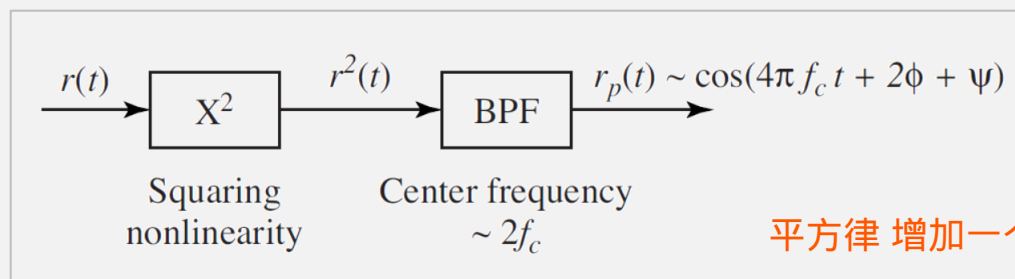 r(t)
X²
r²(t)
BPF
r_p(t) ~ cos(4π f_c t + 2ϕ + ψ)
Squaring
nonlinearity
Center frequency
~ 2f_c
平方律 增加一